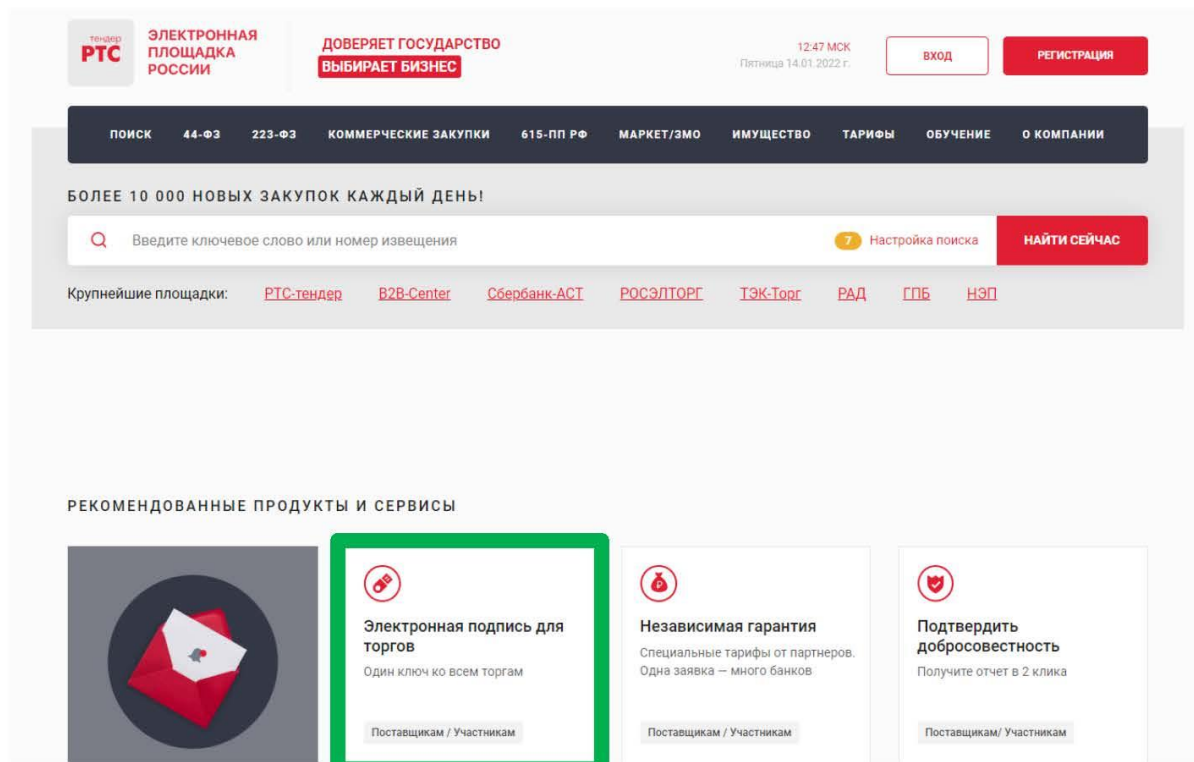 тендер
РТС
ЭЛЕКТРОННАЯ
ПЛОЩАДКА
РОССИИ
ДОВЕРЯЕТ ГОСУДАРСТВО
ВЫБИРАЕТ БИЗНЕС
12:47 МСК
Пятница 14.01.2022 г.
ВХОД
РЕГИСТРАЦИЯ
ПОИСК 44-ФЗ 223-ФЗ КОММЕРЧЕСКИЕ ЗАКУПКИ 615-ПП РФ МАРКЕТ/ЗМО ИМУЩЕСТВО ТАРИФЫ ОБУЧЕНИЕ О КОМПАНИИ
БОЛЕЕ 10 000 НОВЫХ ЗАКУПОК КАЖДЫЙ ДЕНЬ!
Введите ключевое слово или номер извещения 7 Настройка поиска НАЙТИ СЕЙЧАС
Крупнейшие площадки: РТС-тендер B2B-Center Сбербанк-АСТ РОСЭЛТОРГ ТЭК-Торг РАД ГПБ НЭП
РЕКОМЕНДОВАННЫЕ ПРОДУКТЫ И СЕРВИСЫ
Электронная подпись для
торгов
Один ключ ко всем торгам
Поставщикам / Участникам
Независимая гарантия
Специальные тарифы от партнеров.
Одна заявка — много банков
Поставщикам / Участникам
Подтвердить
добросовестность
Получите отчет в 2 клика
Поставщикам/ Участникам